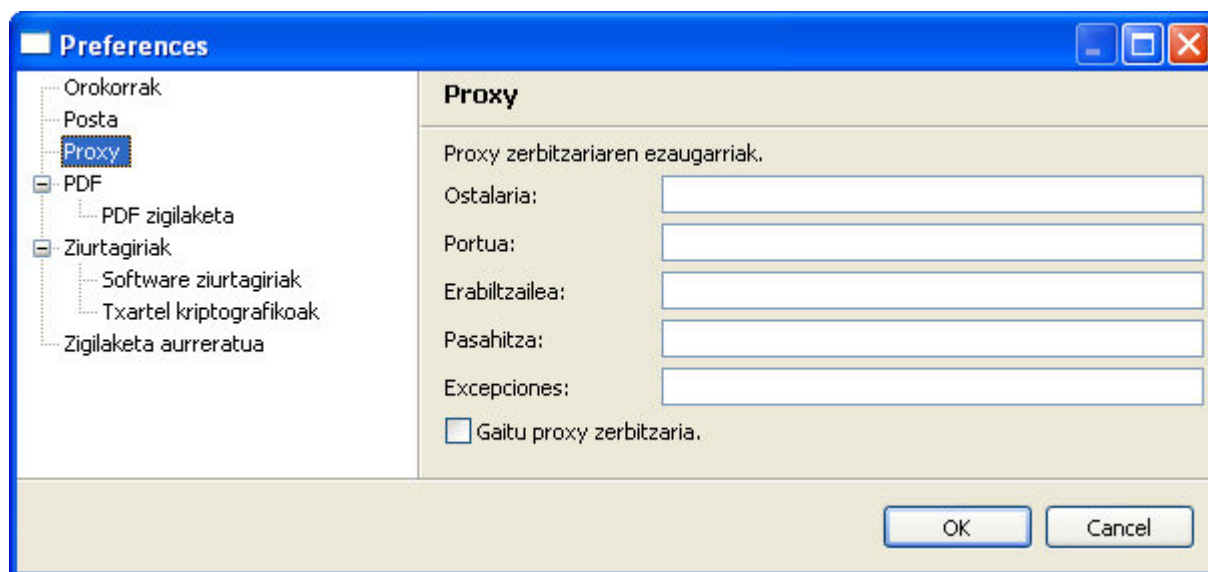 Preferences
Orokorrak
Posta
Proxy
PDF
PDF zigilaketa
Ziurtagiriak
Software ziurtagiriak
Txartel kriptografikoak
Zigilaketa aurreratua
Proxy
Proxy zerbitzariaren ezaugarriak.
Ostalaria:
Portua:
Erabiltzailea:
Pasahitza:
Excepciones:
Gaitu proxy zerbitzaria.
OK Cancel